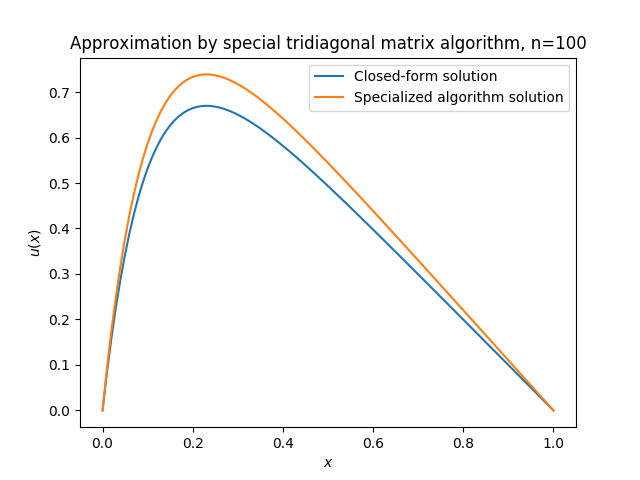 Approximation by special tridiagonal matrix algorithm, n=100
Closed-form solution
Specialized algorithm solution
u(x)
0.7
0.6
0.5
0.4
0.3
0.2
0.1
0.0
0.0 0.2 0.4 0.6 0.8 1.0
x